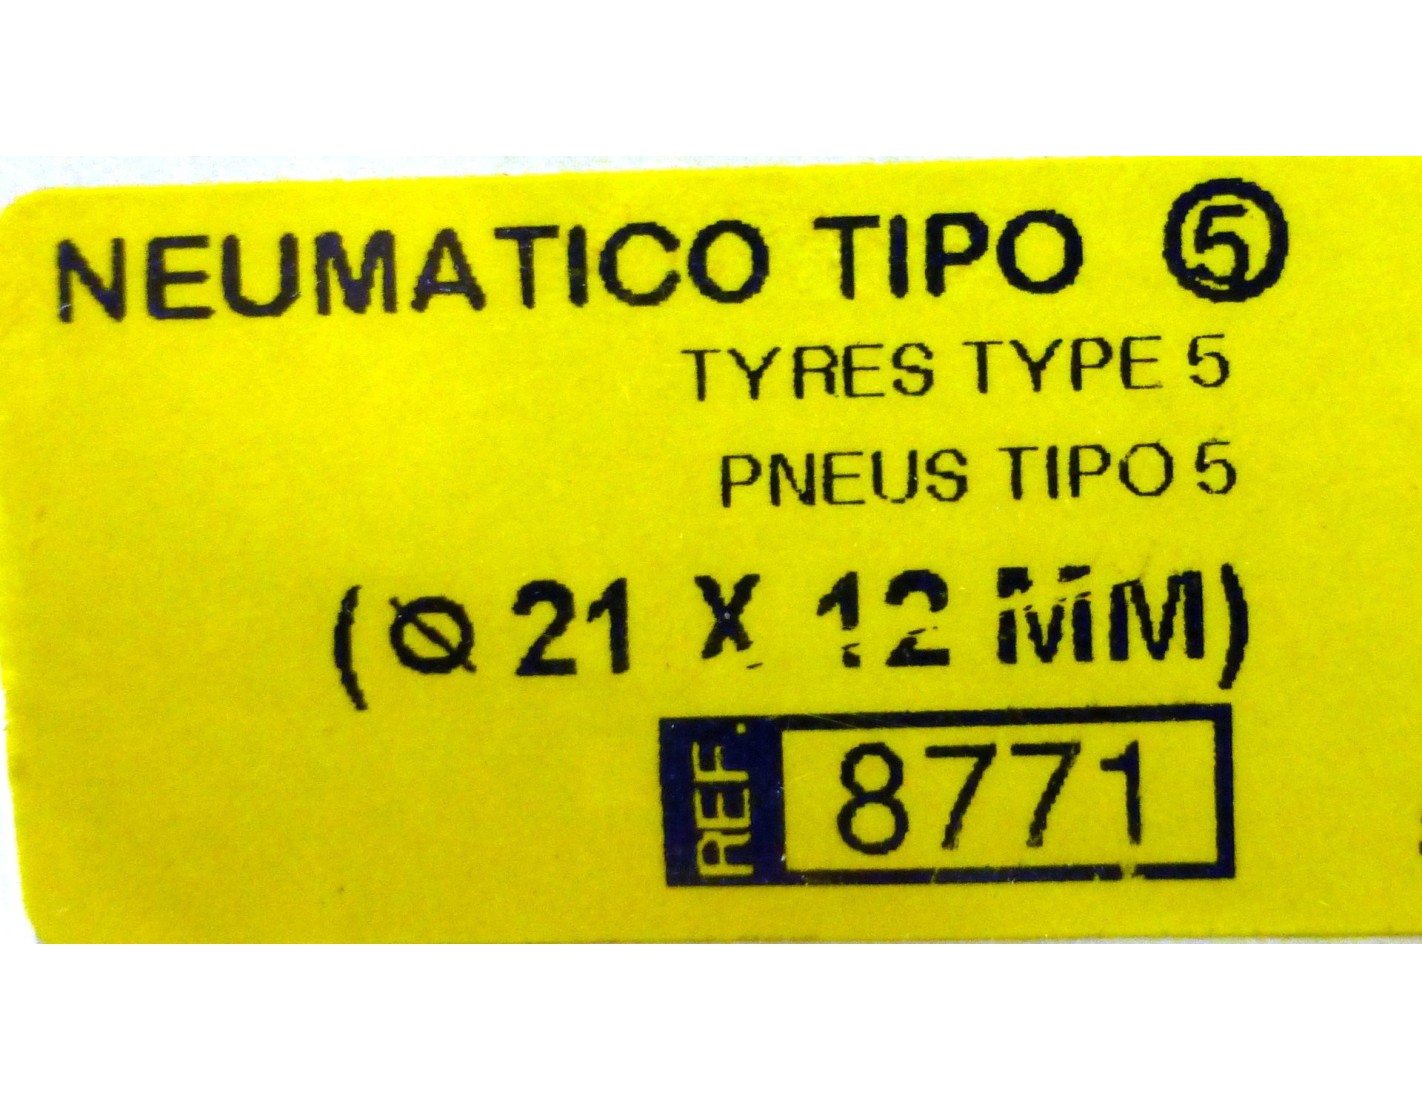 NEUMATICO TIPO ⑤
TYRES TYPE 5
PNEUS TIPO 5
(Ø 21 X 12 MM)
REF. 8771